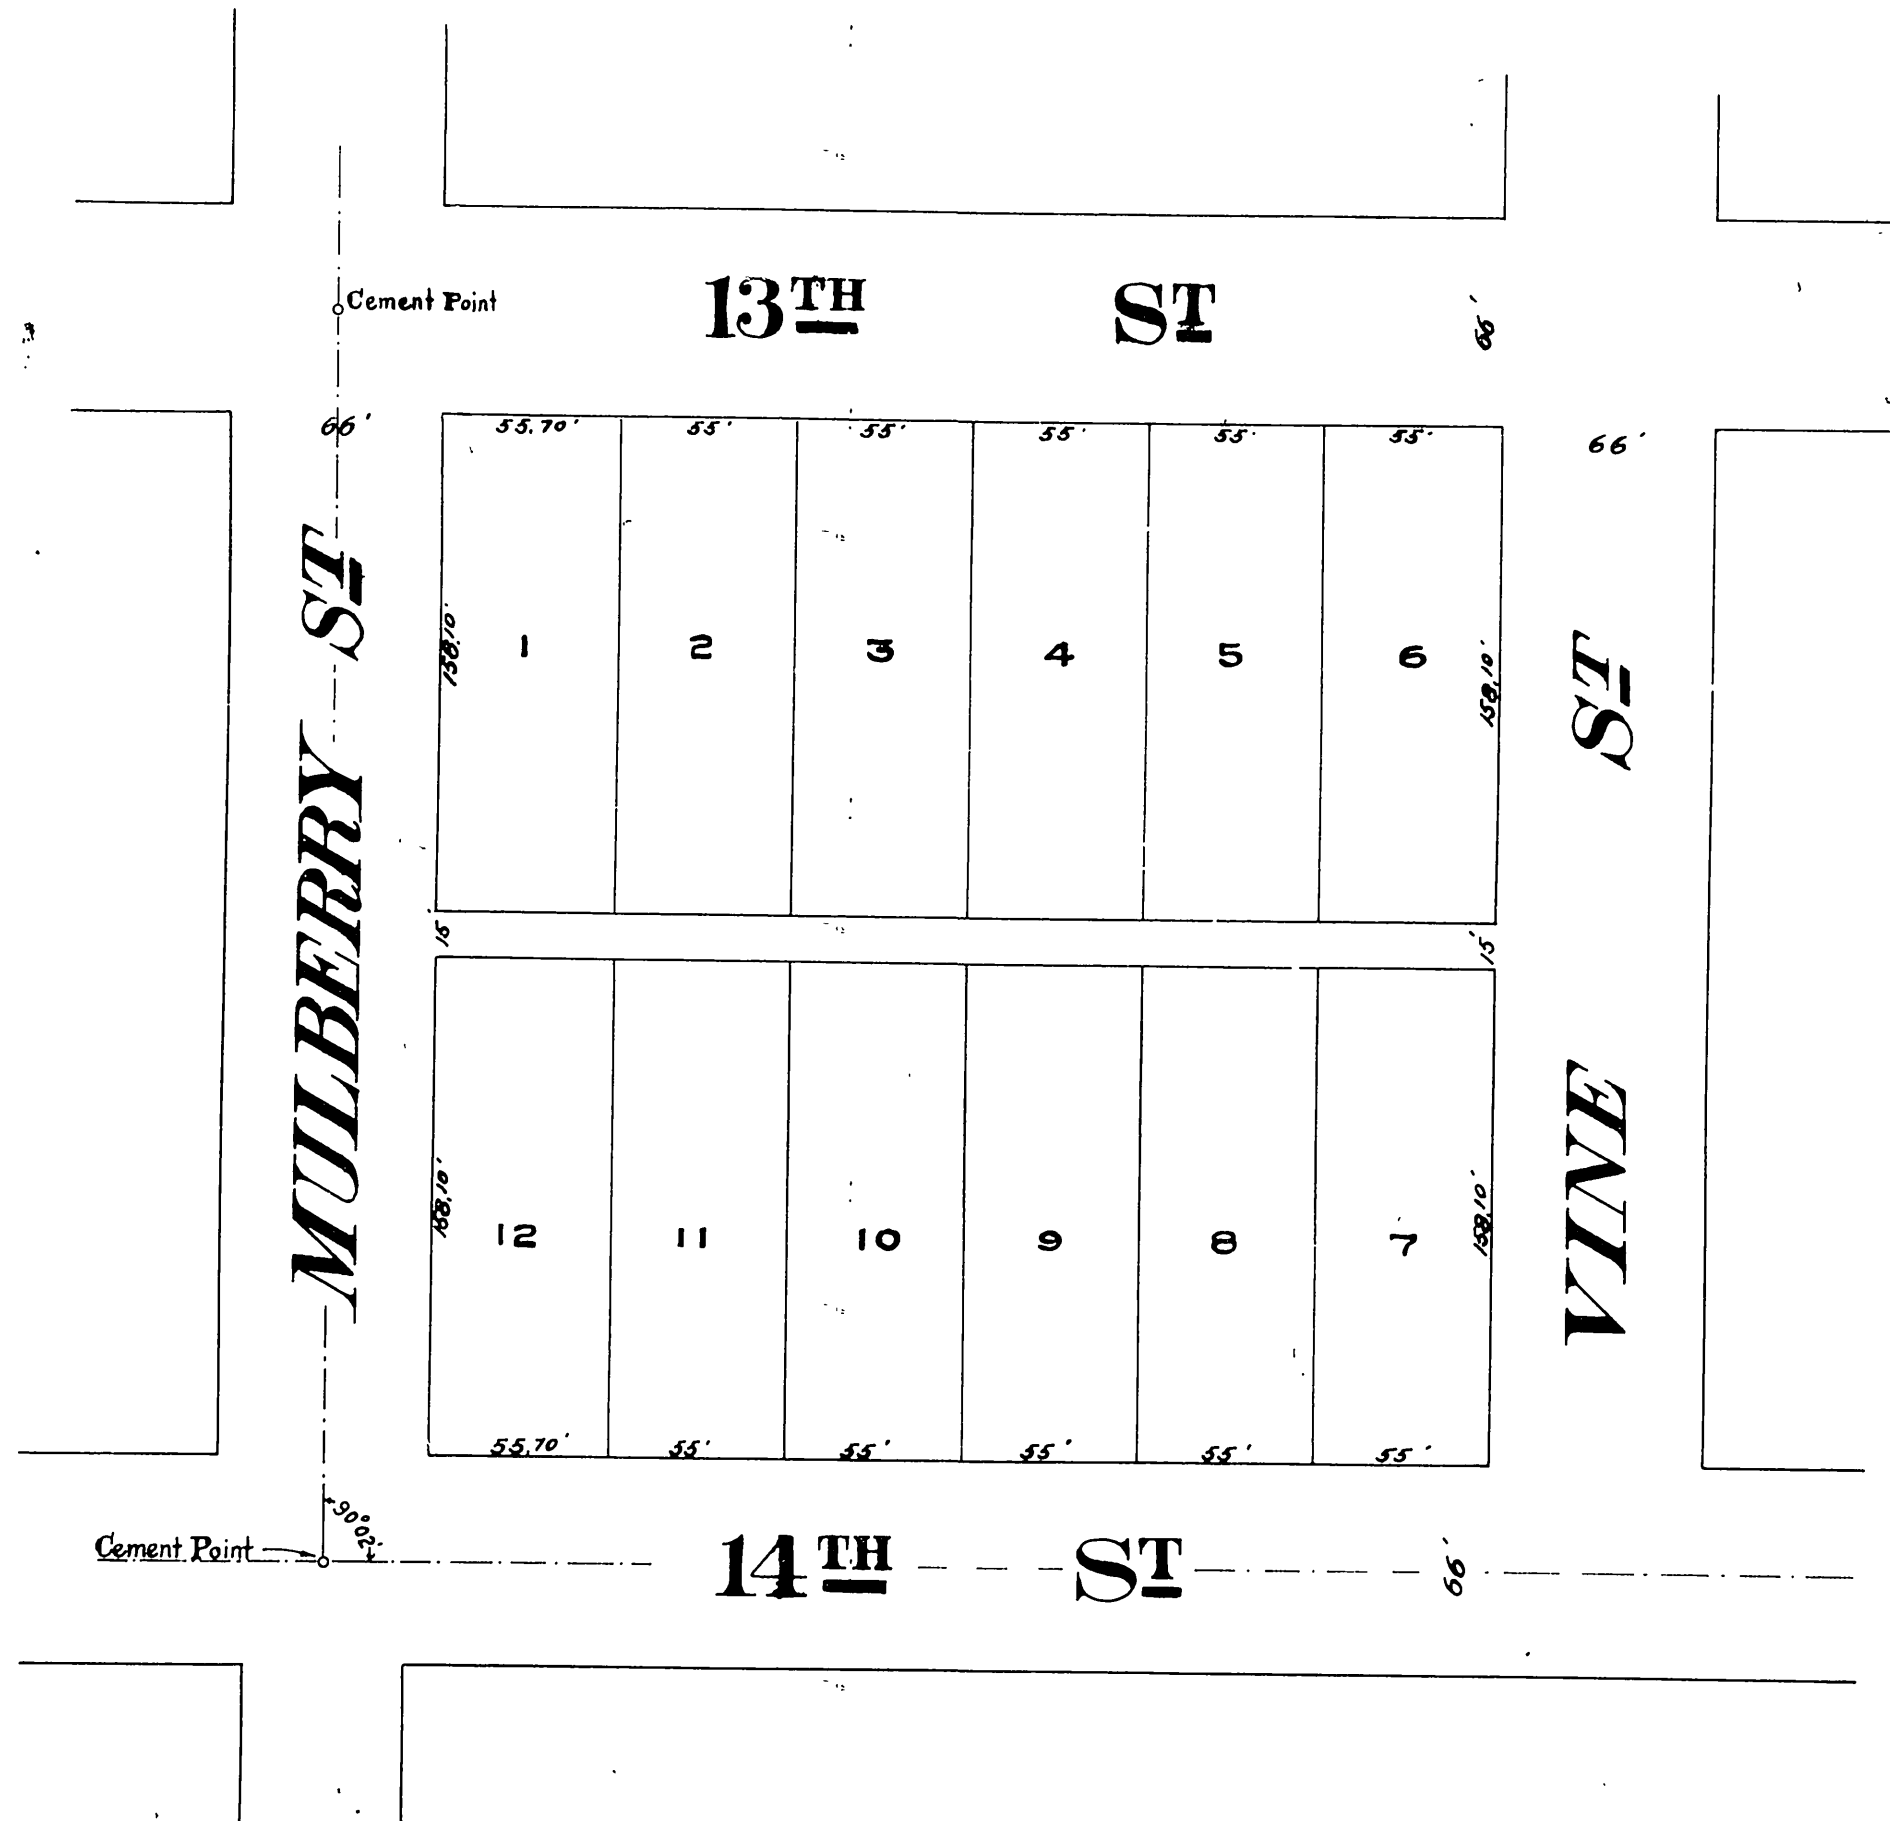 13TH ST
Cement Point
66'
66'
55.70' 55' 55' 55' 55' 55'
66'
MULBERRY ST
158.10'
1 2 3 4 5 6
158.10'
VINE ST
15' 15'
158.10'
12 11 10 9 8 7
158.10'
55.70' 55' 55' 55' 55' 55'
90°02'
Cement Point
14TH ST
66'